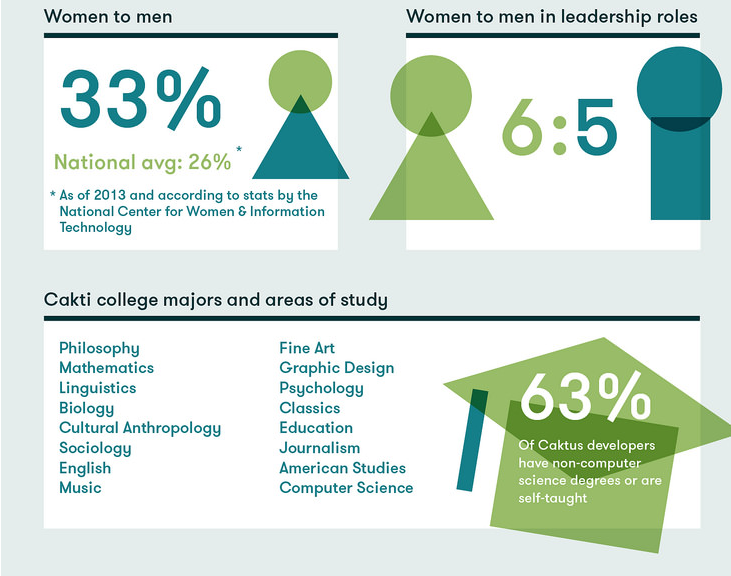 Women to men
33%
National avg: 26% *
* As of 2013 and according to stats by the
National Center for Women & Information
Technology
Women to men in leadership roles
6:5
Cakti college majors and areas of study
Philosophy
Mathematics
Linguistics
Biology
Cultural Anthropology
Sociology
English
Music
Fine Art
Graphic Design
Psychology
Classics
Education
Journalism
American Studies
Computer Science
63%
Of Caktus developers
have non-computer
science degrees or are
self-taught